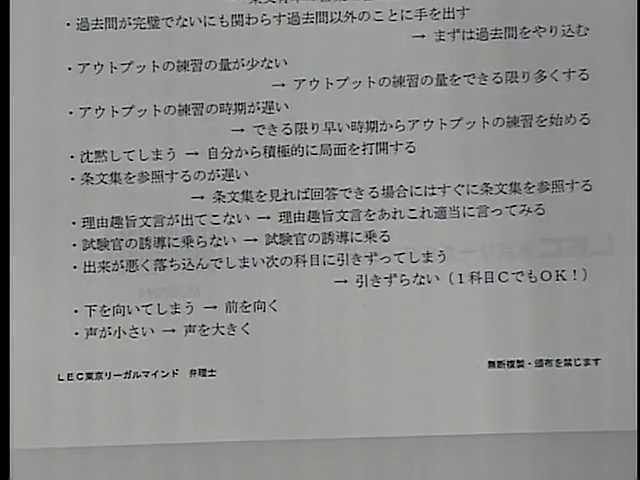 ・過去問が完璧でないにも関わらす過去問以外のことに手を出す
→ まずは過去問をやり込む
・アウトプットの練習の量が少ない
→ アウトプットの練習の量をできる限り多くする
・アウトプットの練習の時期が遅い
→ できる限り早い時期からアウトプットの練習を始める
・沈黙してしまう → 自分から積極的に局面を打開する
・条文集を参照するのが遅い
→ 条文集を見れば回答できる場合にはすぐに条文集を参照する
・理由趣旨文言が出てこない → 理由趣旨文言をあれこれ適当に言ってみる
・試験官の誘導に乗らない → 試験官の誘導に乗る
・出来が悪く落ち込んでしまい次の科目に引きずってしまう
→ 引きずらない（１科目ＣでもＯＫ！）
・下を向いてしまう → 前を向く
・声が小さい → 声を大きく
ＬＥＣ東京リーガルマインド 弁理士
無断複製・頒布を禁じます